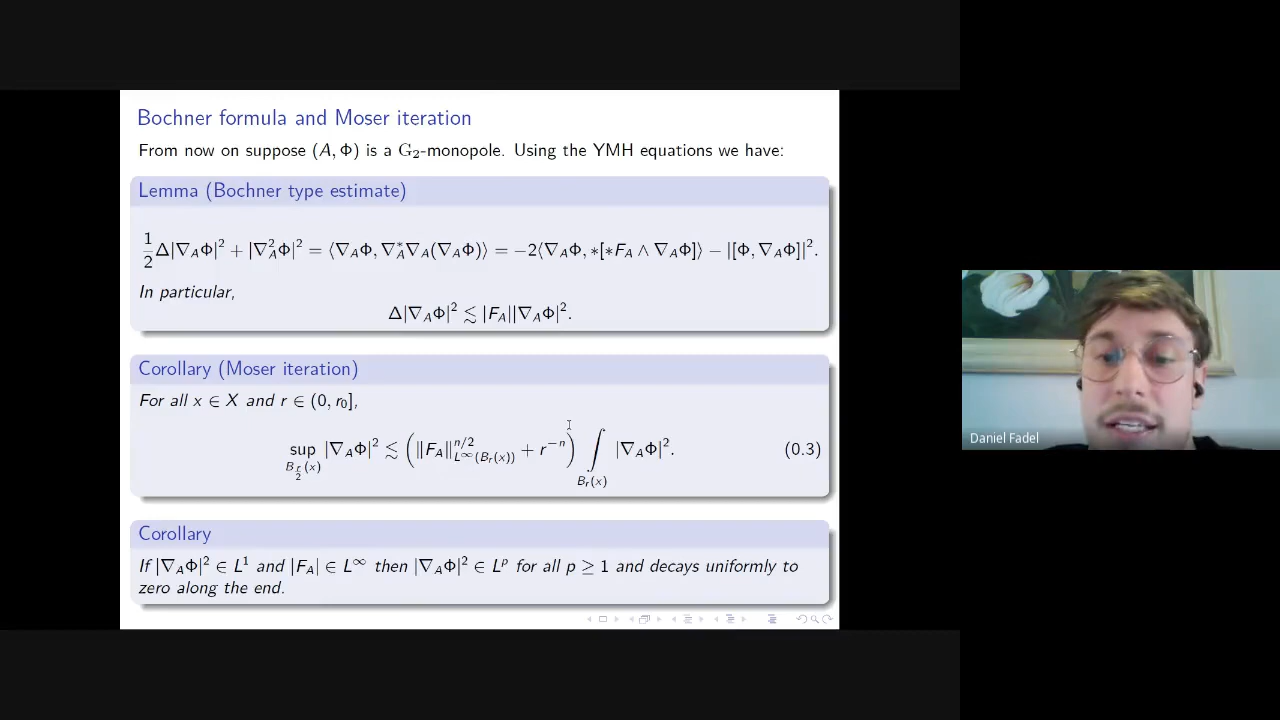 Bochner formula and Moser iteration
From now on suppose (A, Φ) is a G₂-monopole. Using the YMH equations we have:
Lemma (Bochner type estimate)
½Δ|∇_AΦ|² + |∇²_AΦ|² = ⟨∇_AΦ, ∇*_A∇_A(∇_AΦ)⟩ = −2⟨∇_AΦ, *[*F_A ∧ ∇_AΦ]⟩ − |[Φ, ∇_AΦ]|².
In particular,
Δ|∇_AΦ|² ≲ |F_A||∇_AΦ|².
Corollary (Moser iteration)
For all x ∈ X and r ∈ (0, r₀],
sup_{B_{r/2}(x)} |∇_AΦ|² ≲ (‖F_A‖^{n/2}_{L^∞(B_r(x))} + r^{−n}) ∫_{B_r(x)} |∇_AΦ|². (0.3)
Corollary
If |∇_AΦ|² ∈ L¹ and |F_A| ∈ L^∞ then |∇_AΦ|² ∈ L^p for all p ≥ 1 and decays uniformly to
zero along the end.
Daniel Fadel